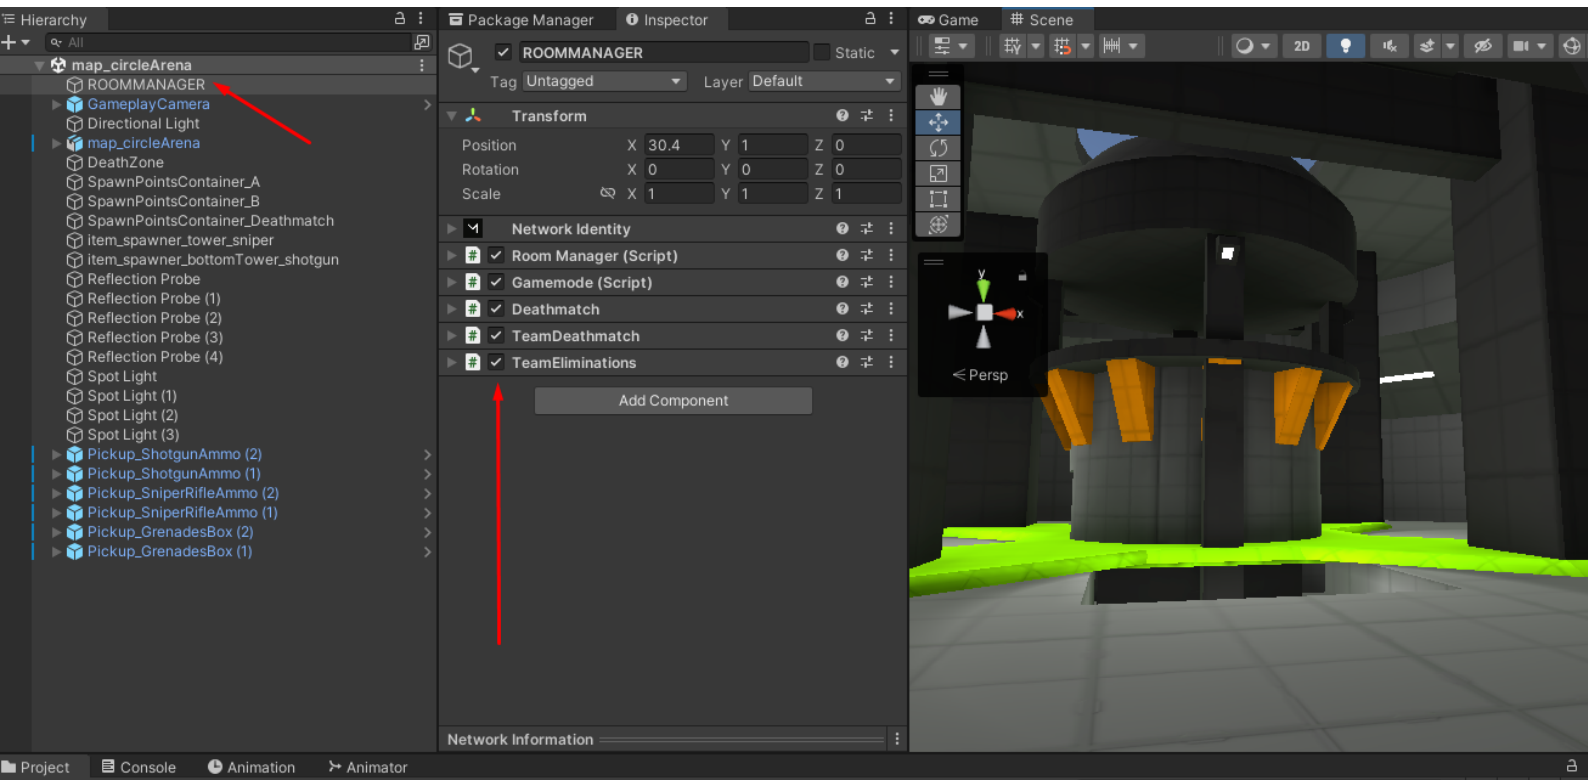 Hierarchy
All
map_circleArena
ROOMMANAGER
GameplayCamera
Directional Light
map_circleArena
DeathZone
SpawnPointsContainer_A
SpawnPointsContainer_B
SpawnPointsContainer_Deathmatch
item_spawner_tower_sniper
item_spawner_bottomTower_shotgun
Reflection Probe
Reflection Probe (1)
Reflection Probe (2)
Reflection Probe (3)
Reflection Probe (4)
Spot Light
Spot Light (1)
Spot Light (2)
Spot Light (3)
Pickup_ShotgunAmmo (2)
Pickup_ShotgunAmmo (1)
Pickup_SniperRifleAmmo (2)
Pickup_SniperRifleAmmo (1)
Pickup_GrenadesBox (2)
Pickup_GrenadesBox (1)
Package Manager Inspector
ROOMMANAGER Static
Tag Untagged Layer Default
Transform
Position X 30.4 Y 1 Z 0
Rotation X 0 Y 0 Z 0
Scale X 1 Y 1 Z 1
Network Identity
# Room Manager (Script)
# Gamemode (Script)
# Deathmatch
# TeamDeathmatch
# TeamEliminations
Add Component
Network Information
Game # Scene
2D
y
x
Persp
Project Console Animation Animator